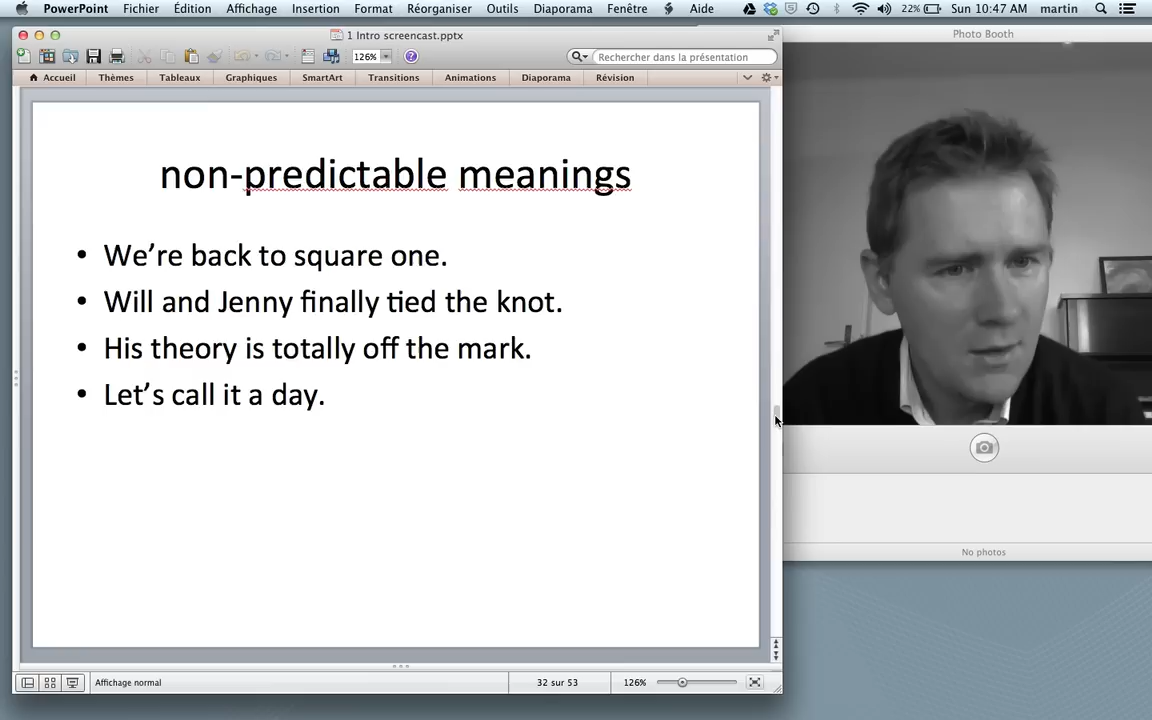 PowerPoint Fichier Édition Affichage Insertion Format Réorganiser Outils Diaporama Fenêtre Aide 22% Sun 10:47 AM martin
1 Intro screencast.pptx
Photo Booth
126% Rechercher dans la présentation
Accueil Thèmes Tableaux Graphiques SmartArt Transitions Animations Diaporama Révision
non-predictable meanings
• We're back to square one.
• Will and Jenny finally tied the knot.
• His theory is totally off the mark.
• Let's call it a day.
No photos
Affichage normal 32 sur 53 126%